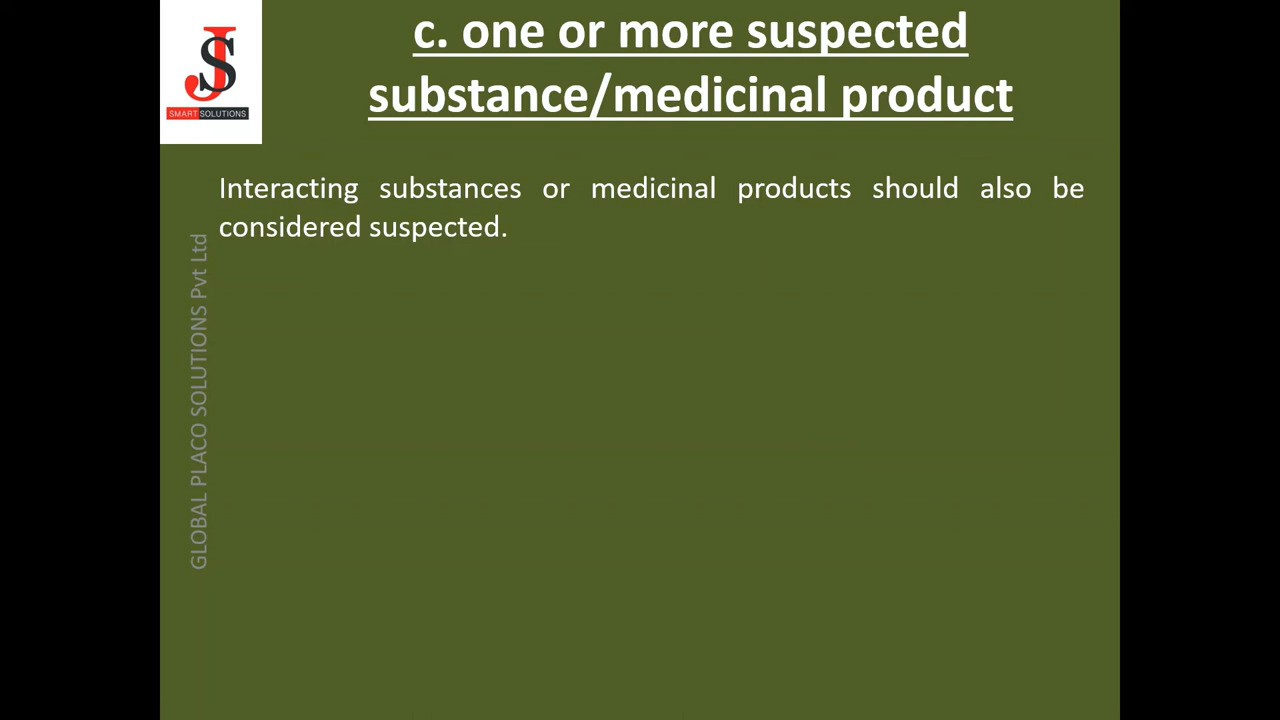 c. one or more suspected
substance/medicinal product
JS
SMART SOLUTIONS
Interacting substances or medicinal products should also be
considered suspected.
GLOBAL PLACO SOLUTIONS Pvt Ltd